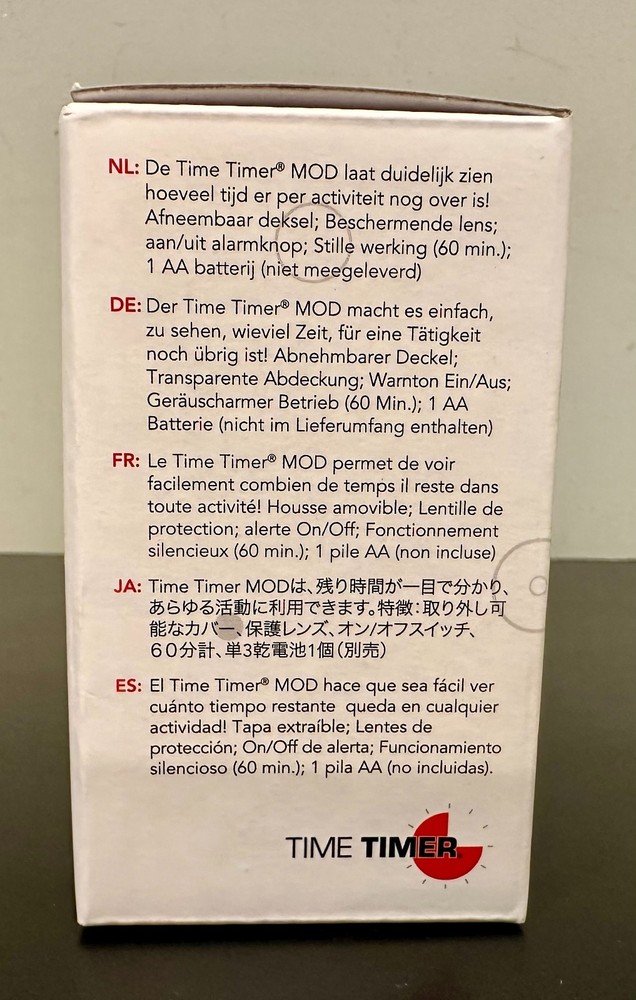 NL: De Time Timer® MOD laat duidelijk zien
hoeveel tijd er per activiteit nog over is!
Afneembaar deksel; Beschermende lens;
aan/uit alarmknop; Stille werking (60 min.);
1 AA batterij (niet meegeleverd)
DE: Der Time Timer® MOD macht es einfach,
zu sehen, wieviel Zeit, für eine Tätigkeit
noch übrig ist! Abnehmbarer Deckel;
Transparente Abdeckung; Warnton Ein/Aus;
Geräuscharmer Betrieb (60 Min.); 1 AA
Batterie (nicht im Lieferumfang enthalten)
FR: Le Time Timer® MOD permet de voir
facilement combien de temps il reste dans
toute activité! Housse amovible; Lentille de
protection; alerte On/Off; Fonctionnement
silencieux (60 min.); 1 pile AA (non incluse)
JA: Time Timer MODは、残り時間が一目で分かり、
あらゆる活動に利用できます。特徴：取り外し可
能なカバー、保護レンズ、オン/オフスイッチ、
６０分計、単3乾電池1個（別売）
ES: El Time Timer® MOD hace que sea fácil ver
cuánto tiempo restante  queda en cualquier
actividad! Tapa extraíble; Lentes de
protección; On/Off de alerta; Funcionamiento
silencioso (60 min.); 1 pila AA (no incluidas).
TIME TIMER